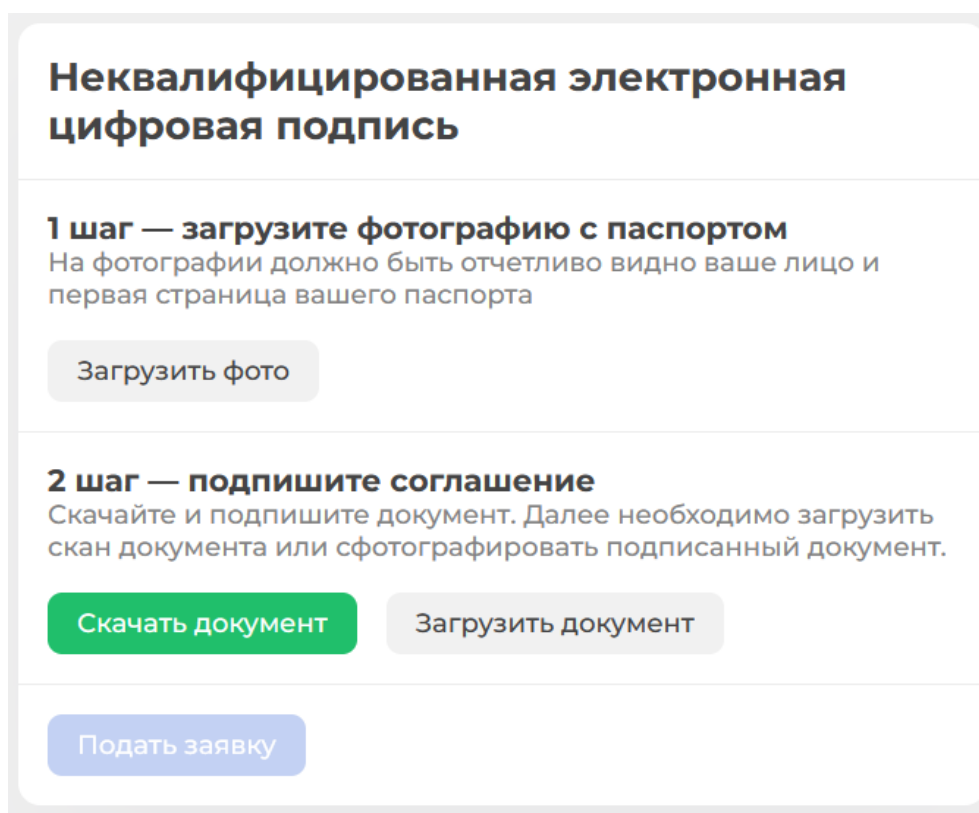 Неквалифицированная электронная
цифровая подпись
1 шаг — загрузите фотографию с паспортом
На фотографии должно быть отчетливо видно ваше лицо и
первая страница вашего паспорта
Загрузить фото
2 шаг — подпишите соглашение
Скачайте и подпишите документ. Далее необходимо загрузить
скан документа или сфотографировать подписанный документ.
Скачать документ
Загрузить документ
Подать заявку